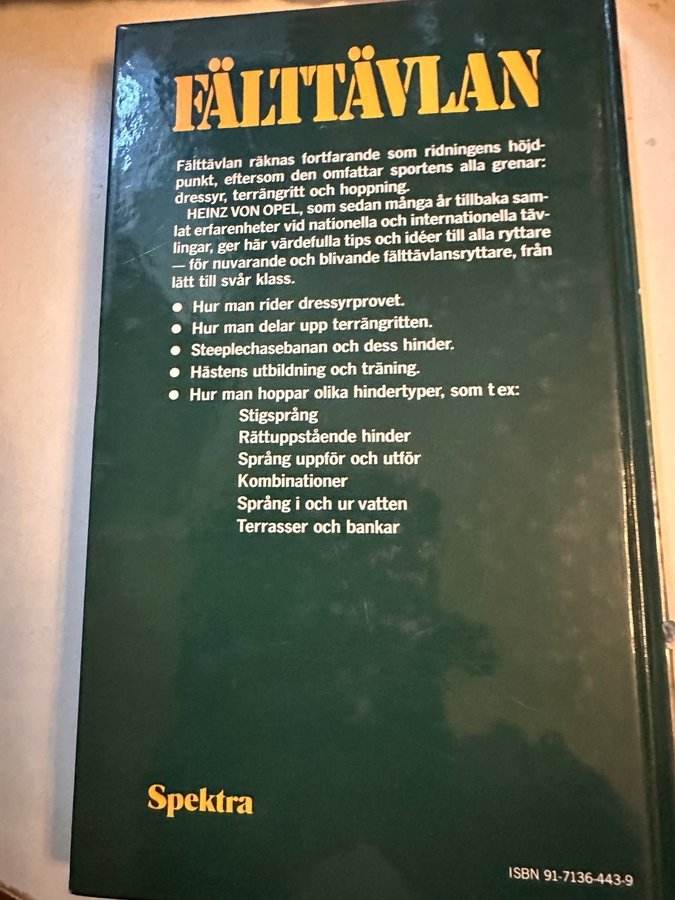 FÄLTTÄVLAN
Fälttävlan räknas fortfarande som ridningens höjd-
punkt, eftersom den omfattar sportens alla grenar:
dressyr, terrängritt och hoppning.
HEINZ VON OPEL, som sedan många år tillbaka sam-
lat erfarenheter vid nationella och internationella täv-
lingar, ger här värdefulla tips och idéer till alla ryttare
— för nuvarande och blivande fälttävlansryttare, från
lätt till svår klass.
● Hur man rider dressyrprovet.
● Hur man delar upp terrängritten.
● Steeplechasebanan och dess hinder.
● Hästens utbildning och träning.
● Hur man hoppar olika hindertyper, som t ex:
Stigsprång
Rättuppstående hinder
Språng uppför och utför
Kombinationer
Språng i och ur vatten
Terrasser och bankar
Spektra
ISBN 91-7136-443-9